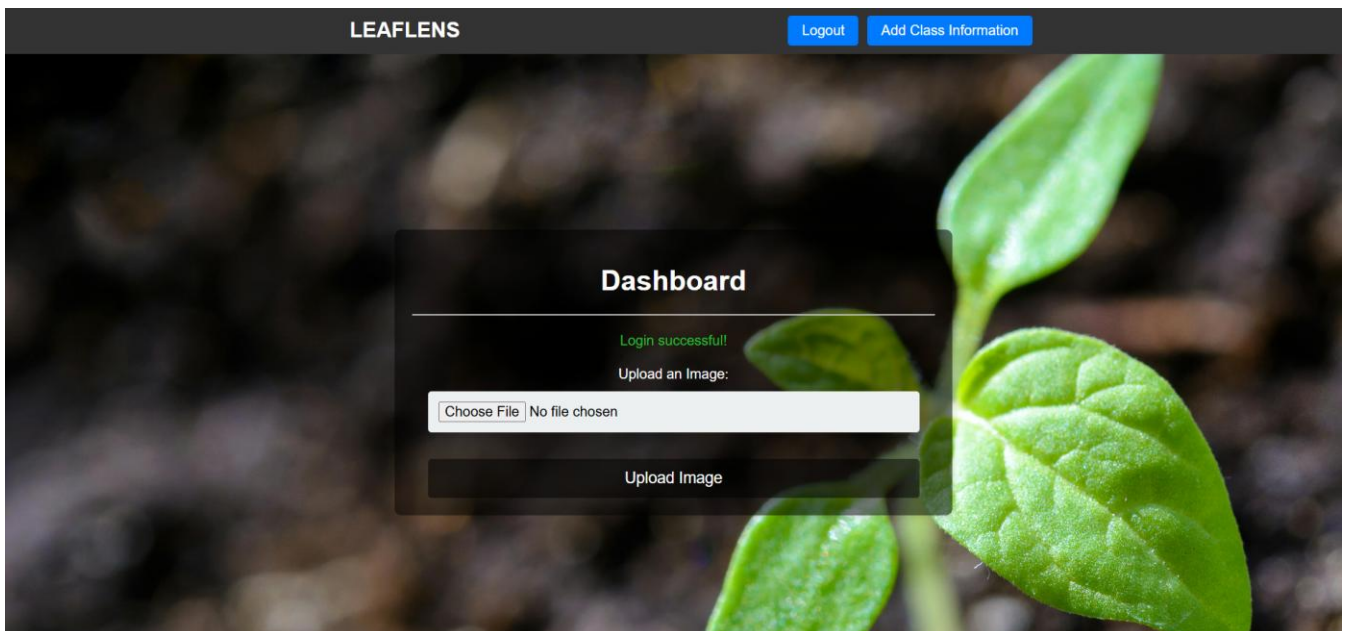 LEAFLENS
Logout
Add Class Information
Dashboard
Login successful!
Upload an Image:
Choose File No file chosen
Upload Image